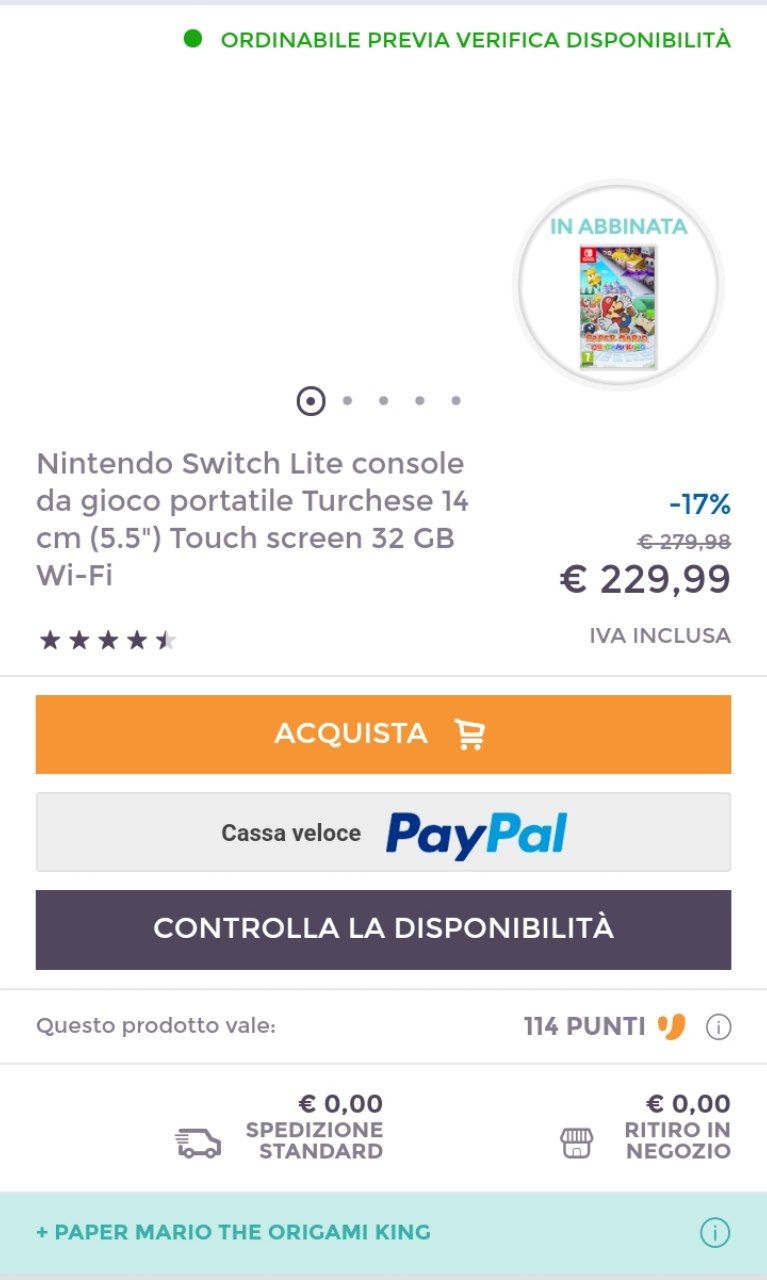 ORDINABILE PREVIA VERIFICA DISPONIBILITÀ
IN ABBINATA
PAPER MARIO
ORIGAMI KING
7
Nintendo Switch Lite console
da gioco portatile Turchese 14
cm (5.5") Touch screen 32 GB
Wi-Fi
-17%
€ 279,98
€ 229,99
IVA INCLUSA
ACQUISTA
Cassa veloce PayPal
CONTROLLA LA DISPONIBILITÀ
Questo prodotto vale: 114 PUNTI
€ 0,00
SPEDIZIONE
STANDARD
€ 0,00
RITIRO IN
NEGOZIO
+ PAPER MARIO THE ORIGAMI KING